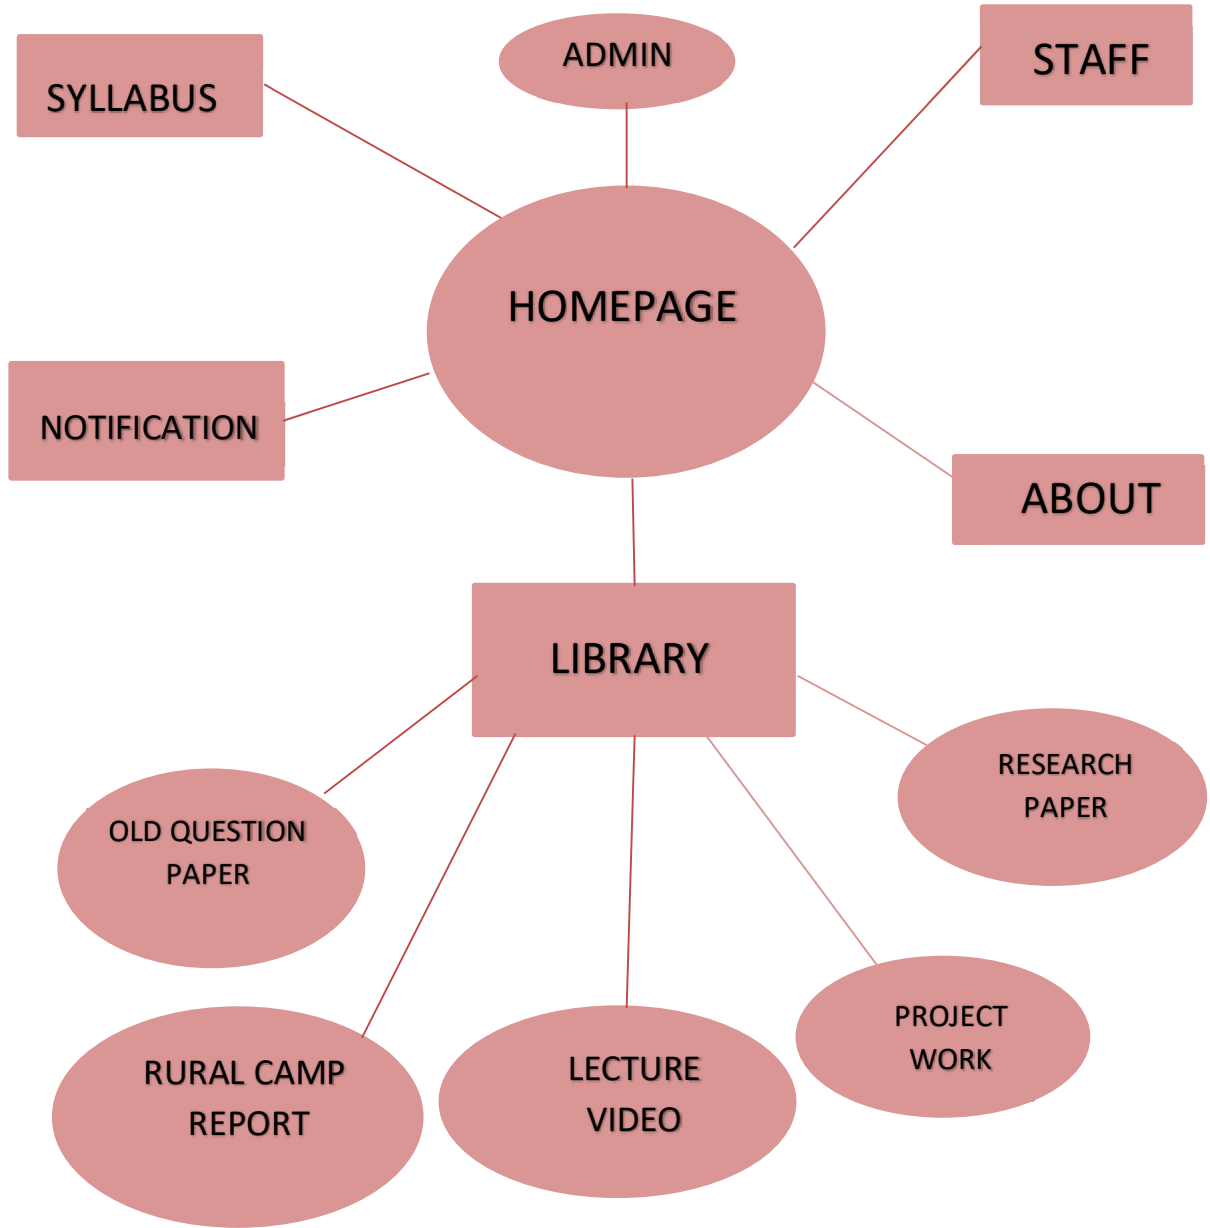 ADMIN
STAFF
SYLLABUS
HOMEPAGE
NOTIFICATION
ABOUT
LIBRARY
RESEARCH
PAPER
OLD QUESTION
PAPER
PROJECT
WORK
RURAL CAMP
REPORT
LECTURE
VIDEO